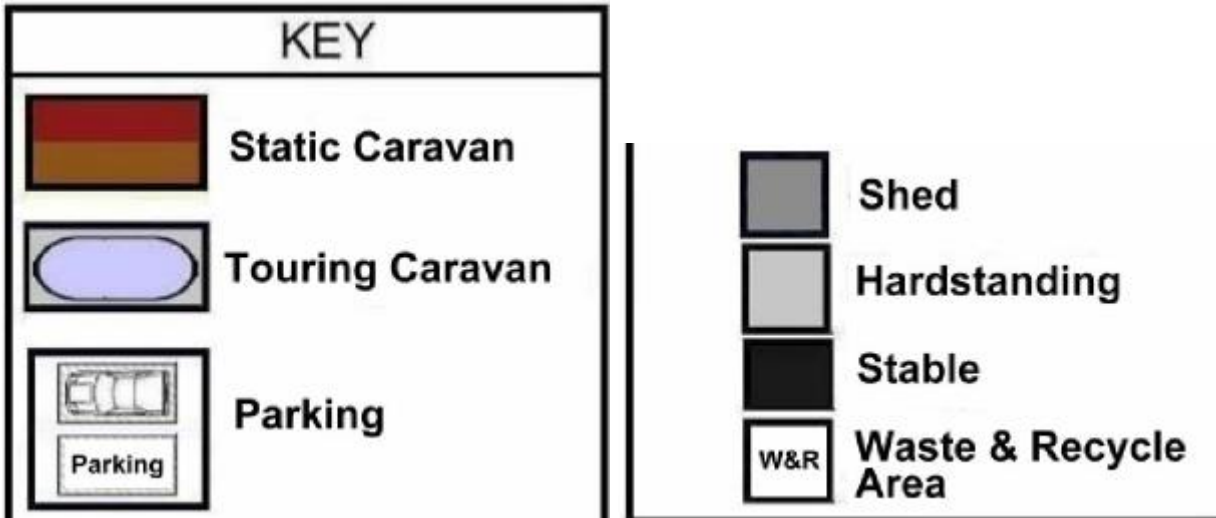 KEY
Static Caravan
Touring Caravan
Parking
Parking
Shed
Hardstanding
Stable
W&R
Waste & Recycle
Area